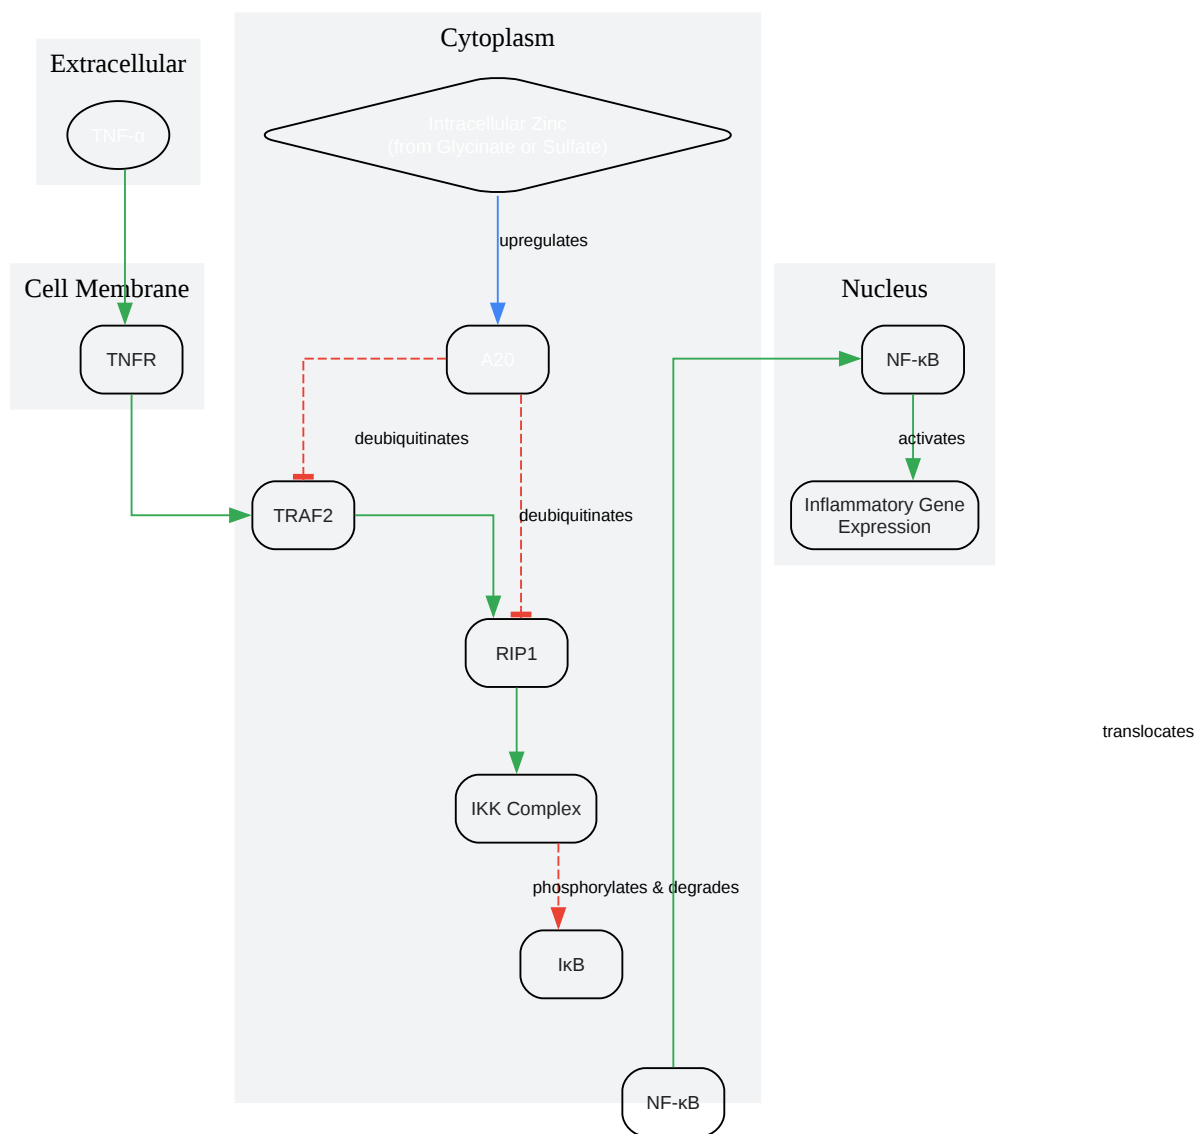 Cytoplasm
Extracellular
TNF-α
Intracellular Zinc
(from Glycinate or Sulfate)
upregulates
Cell Membrane
Nucleus
TNFR
A20
NF-κB
deubiquitinates
activates
TRAF2
deubiquitinates
Inflammatory Gene
Expression
RIP1
translocates
IKK Complex
phosphorylates & degrades
IκB
NF-κB